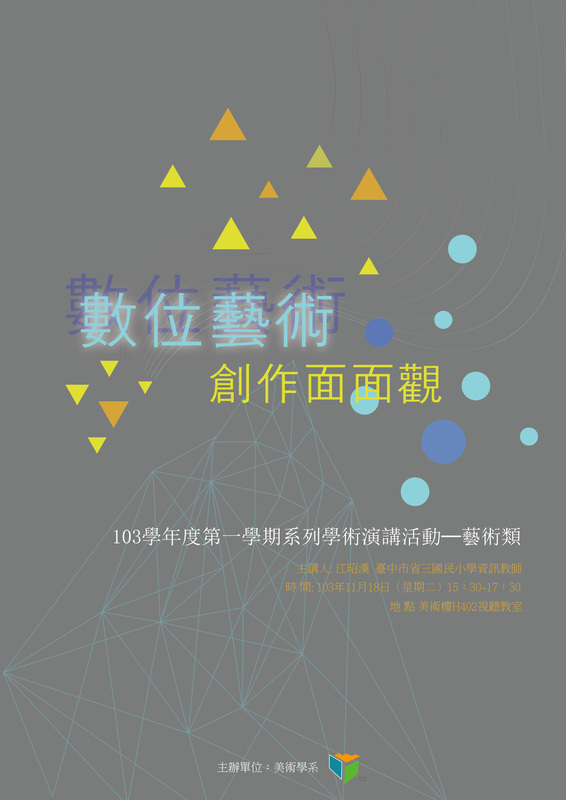 數位藝術
數位藝術
創作面面觀
103學年度第一學期系列學術演講活動—藝術類
主講人: 江昭漢 臺中市省三國民小學資訊教師
時 間: 103年11月18日（星期二）15：30-17：30
地 點 美術樓H402視聽教室
主辦單位：美術學系